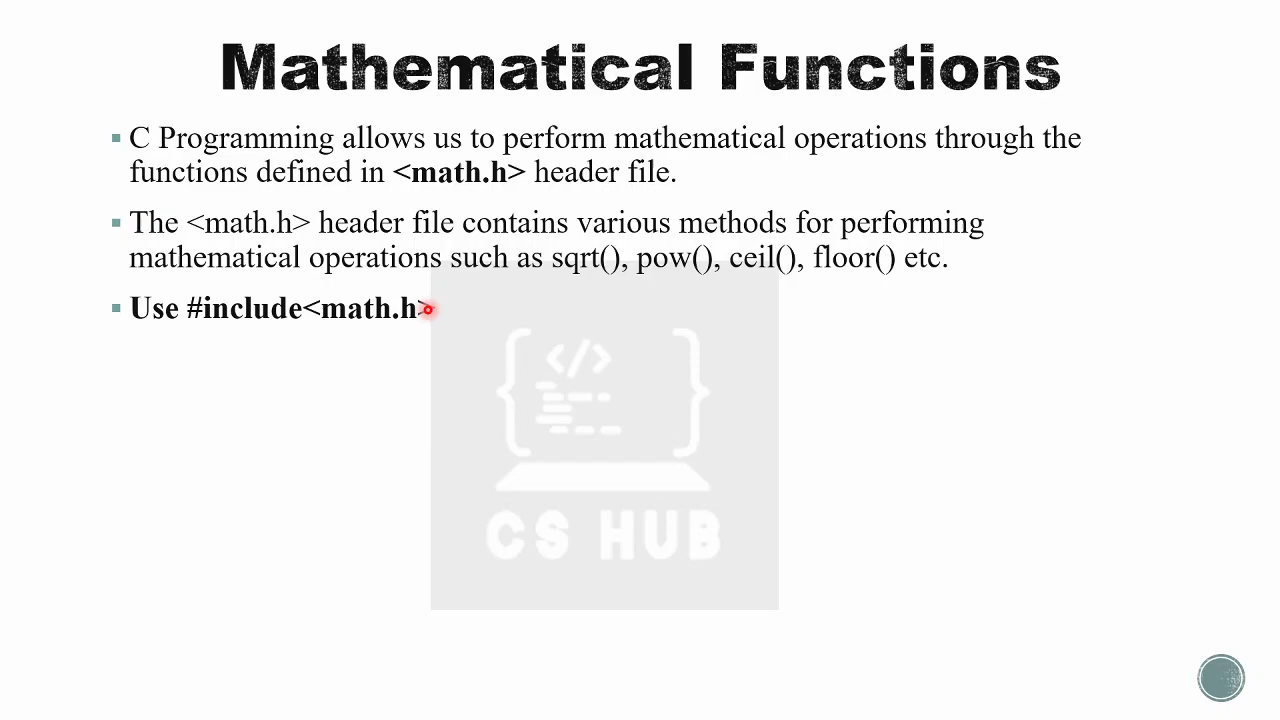 Mathematical Functions
C Programming allows us to perform mathematical operations through the
functions defined in <math.h> header file.
The <math.h> header file contains various methods for performing
mathematical operations such as sqrt(), pow(), ceil(), floor() etc.
Use #include<math.h>
</>
CS HUB